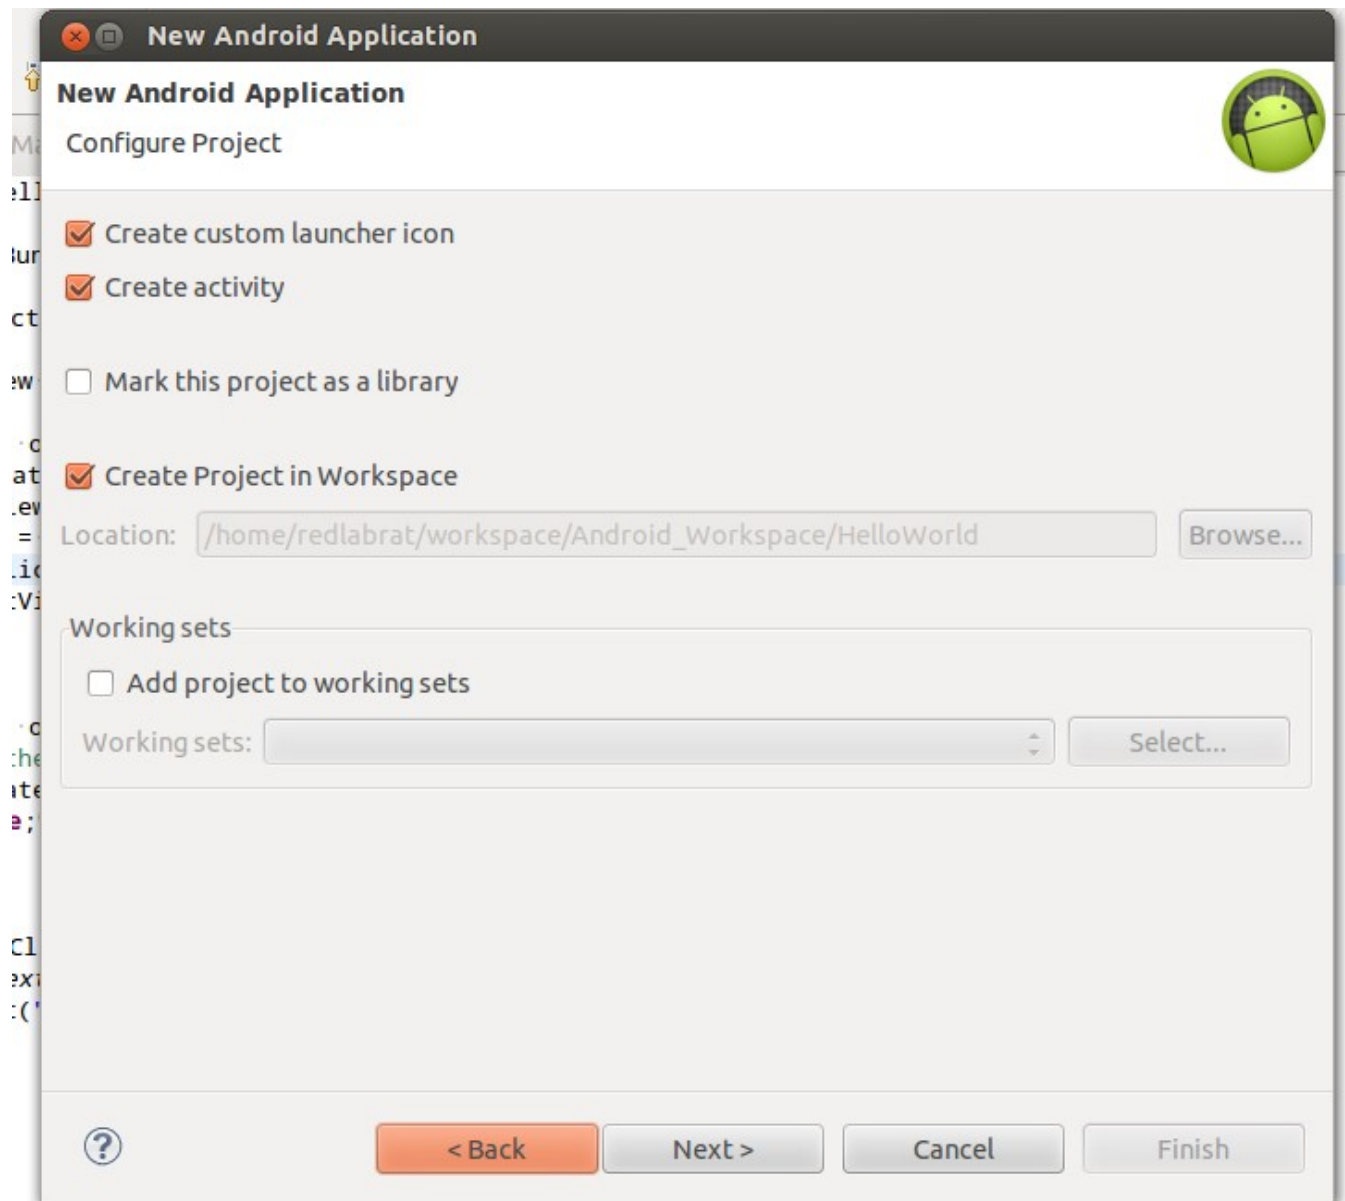 New Android Application
New Android Application
Configure Project
Create custom launcher icon
Create activity
Mark this project as a library
Create Project in Workspace
Location: /home/redlabrat/workspace/Android_Workspace/HelloWorld Browse...
Working sets
Add project to working sets
Working sets: Select...
? < Back Next > Cancel Finish